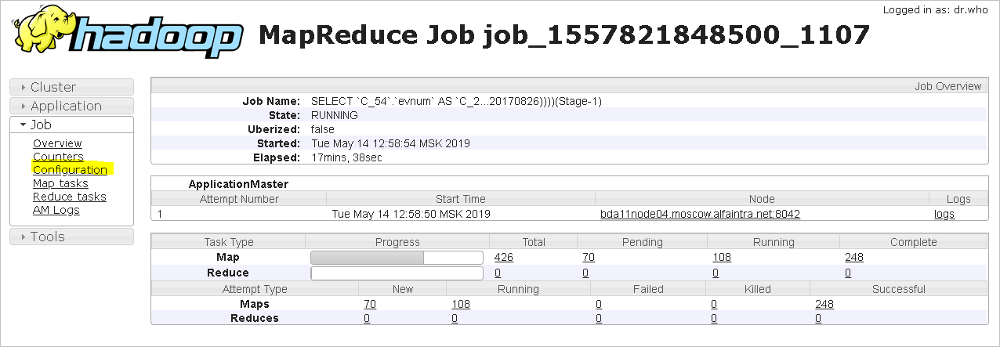 Logged in as: dr.who
hadoop
MapReduce Job job_1557821848500_1107
Cluster
Application
Job
Overview
Counters
Configuration
Map tasks
Reduce tasks
AM Logs
Tools
Job Overview
Job Name: SELECT `C_54`.`evnum` AS `C_2...20170826))))(Stage-1)
State: RUNNING
Uberized: false
Started: Tue May 14 12:58:54 MSK 2019
Elapsed: 17mins, 38sec
ApplicationMaster
Attempt Number Start Time Node Logs
1 Tue May 14 12:58:50 MSK 2019 bda11node04.moscow.alfaintra.net:8042 logs
Task Type Progress Total Pending Running Complete
Map 426 70 108 248
Reduce 0 0 0 0
Attempt Type New Running Failed Killed Successful
Maps 70 108 0 0 248
Reduces 0 0 0 0 0